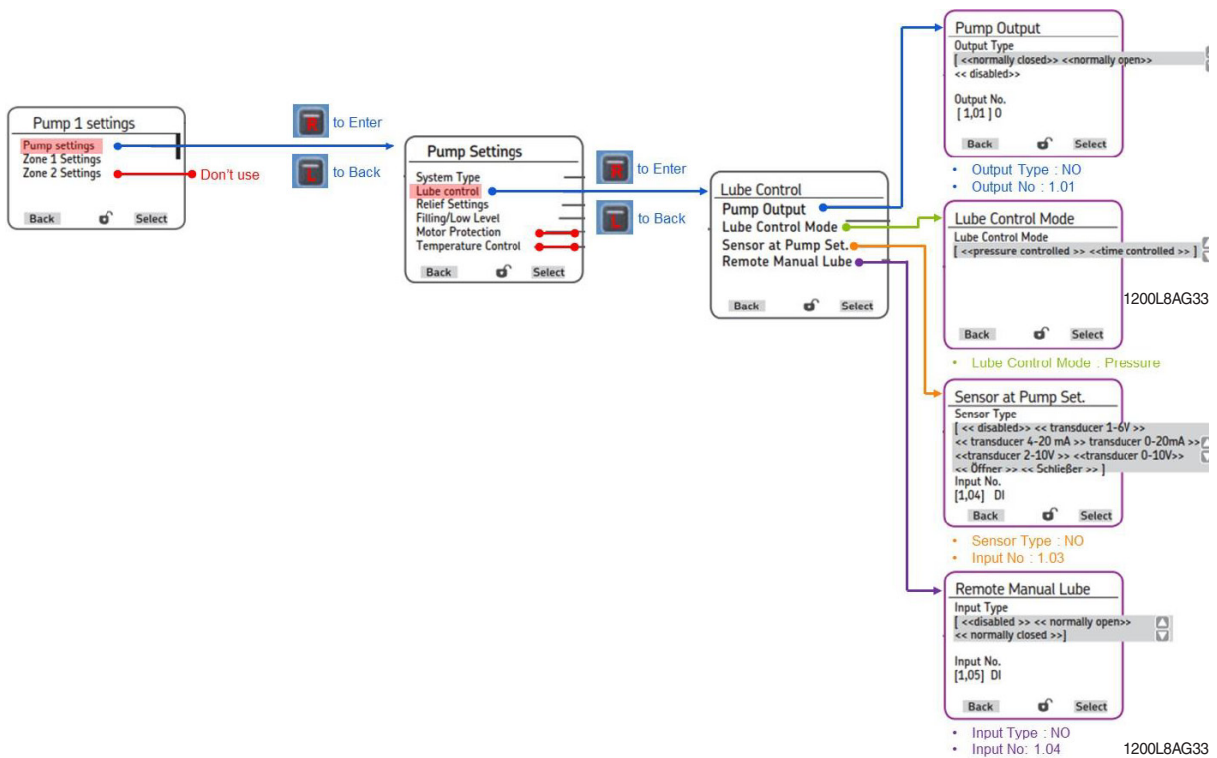 Pump 1 settings
Pump settings
Zone 1 Settings
Zone 2 Settings
Back Select
Don't use
R to Enter
L to Back
Pump Settings
System Type
Lube control
Relief Settings
Filling/Low Level
Motor Protection
Temperature Control
Back Select
R to Enter
L to Back
Lube Control
Pump Output
Lube Control Mode
Sensor at Pump Set.
Remote Manual Lube
Back Select
Pump Output
Output Type
[ <<normally closed>> <<normally open>>
<< disabled>>
Output No.
[ 1,01 ] O
Back Select
• Output Type : NO
• Output No : 1.01
Lube Control Mode
Lube Control Mode
[ <<pressure controlled >> <<time controlled >> ]
1200L8AG33
Back Select
• Lube Control Mode : Pressure
Sensor at Pump Set.
Sensor Type
[ << disabled>> << transducer 1-6V >>
<< transducer 4-20 mA >> transducer 0-20mA >>
<<transducer 2-10V >> <<transducer 0-10V>>
<< Öffner >> << Schließer >> ]
Input No.
[1,04] DI
Back Select
• Sensor Type : NO
• Input No : 1.03
Remote Manual Lube
Input Type
[ <<disabled >> << normally open>>
<< normally closed >>]
Input No.
[1,05] DI
Back Select
• Input Type : NO
• Input No: 1.04
1200L8AG33